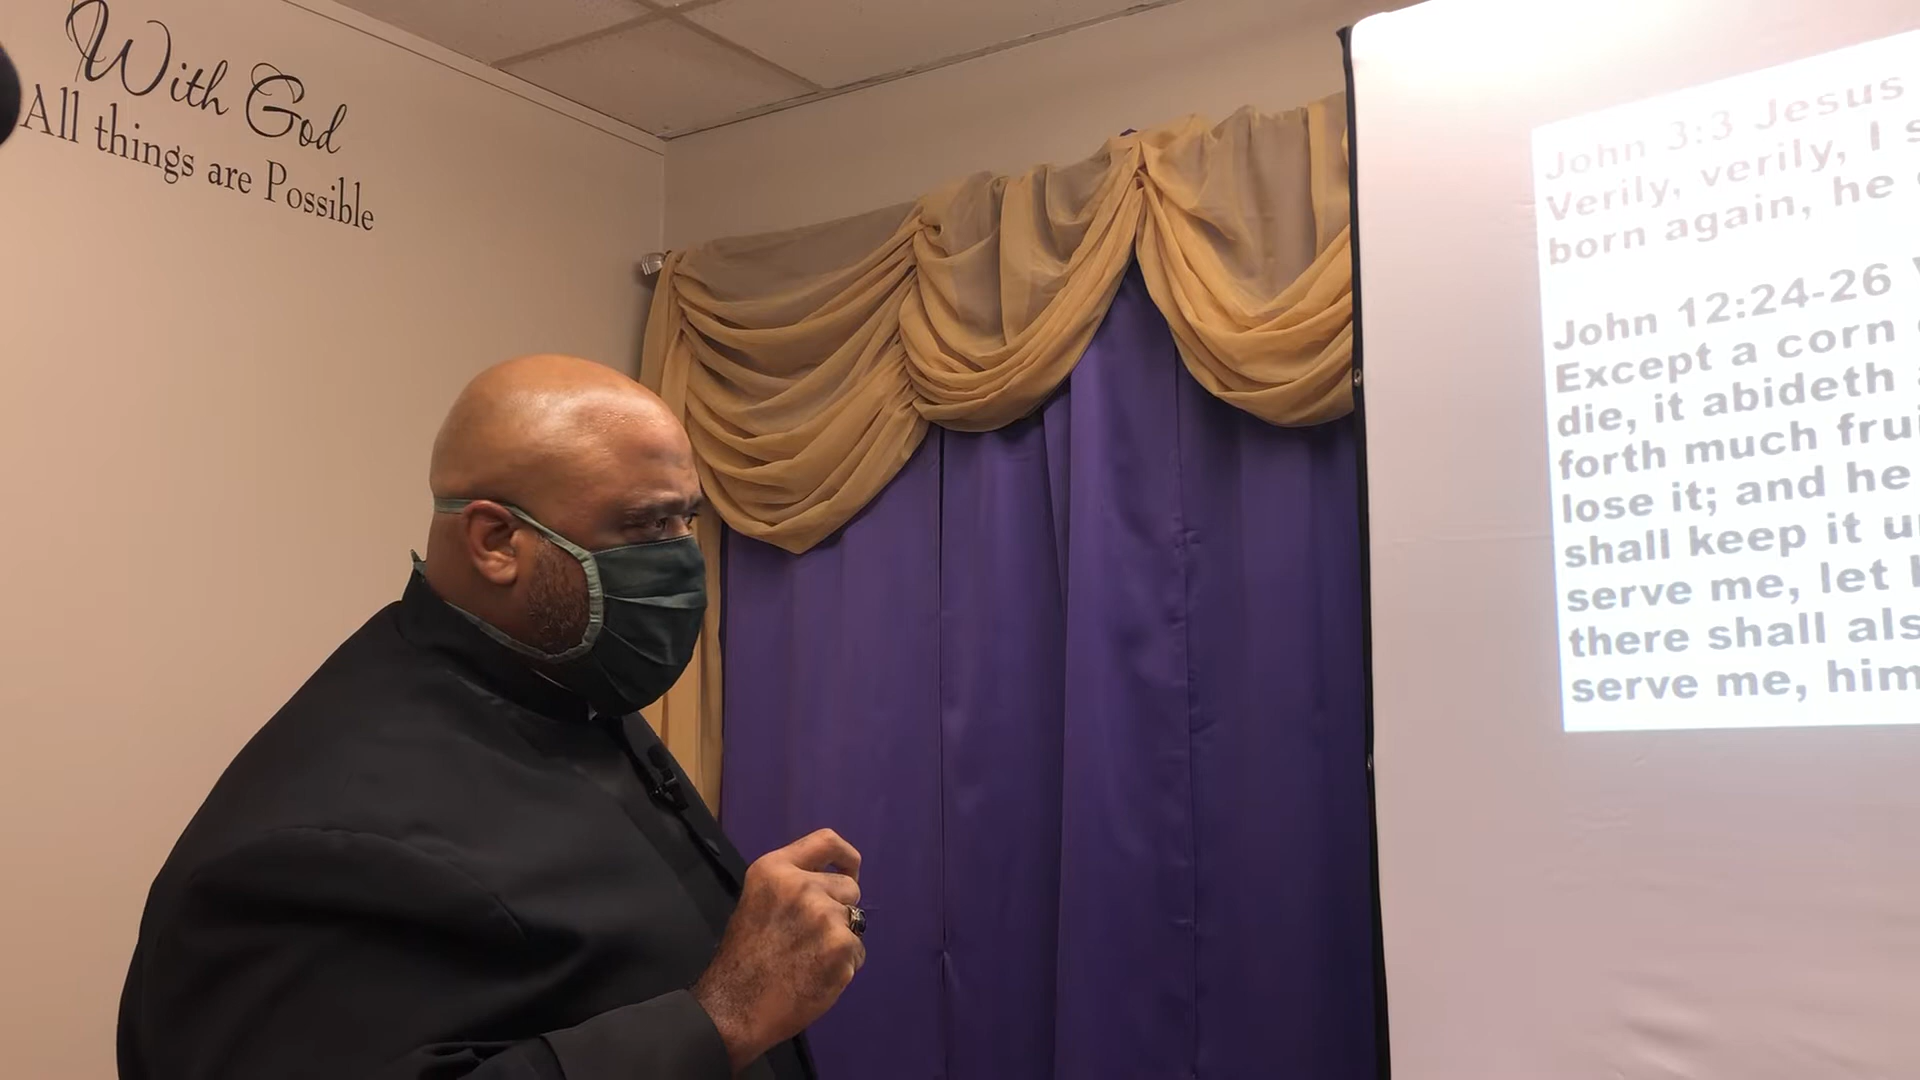 With God
All things are Possible
John 3:3 Jesus
Verily, verily, I
born again, he
John 12:24-26
Except a corn
die, it abideth
forth much
lose it; and he
shall keep it
serve me, let
there shall
serve me, him